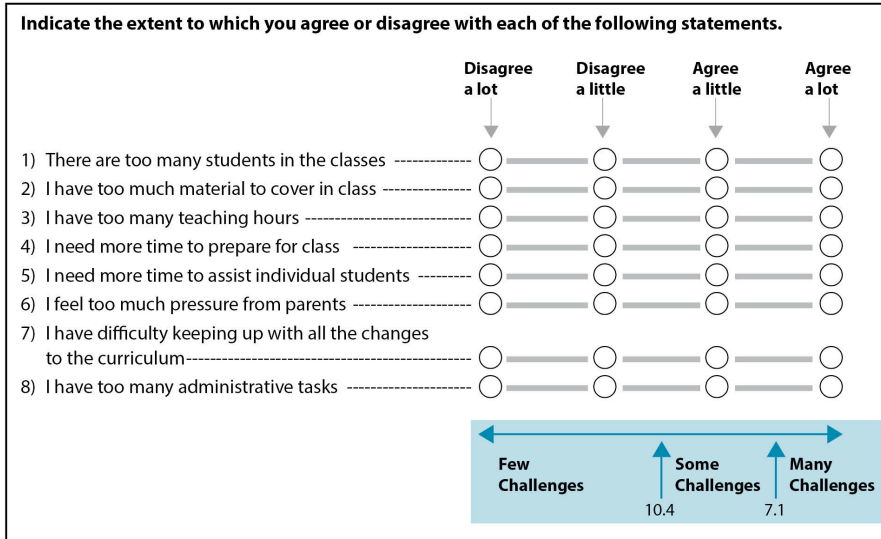 Indicate the extent to which you agree or disagree with each of the following statements.
Disagree a lot
Disagree a little
Agree a little
Agree a lot
1) There are too many students in the classes
2) I have too much material to cover in class
3) I have too many teaching hours
4) I need more time to prepare for class
5) I need more time to assist individual students
6) I feel too much pressure from parents
7) I have difficulty keeping up with all the changes
to the curriculum
8) I have too many administrative tasks
Few Challenges
Some Challenges
Many Challenges
10.4
7.1